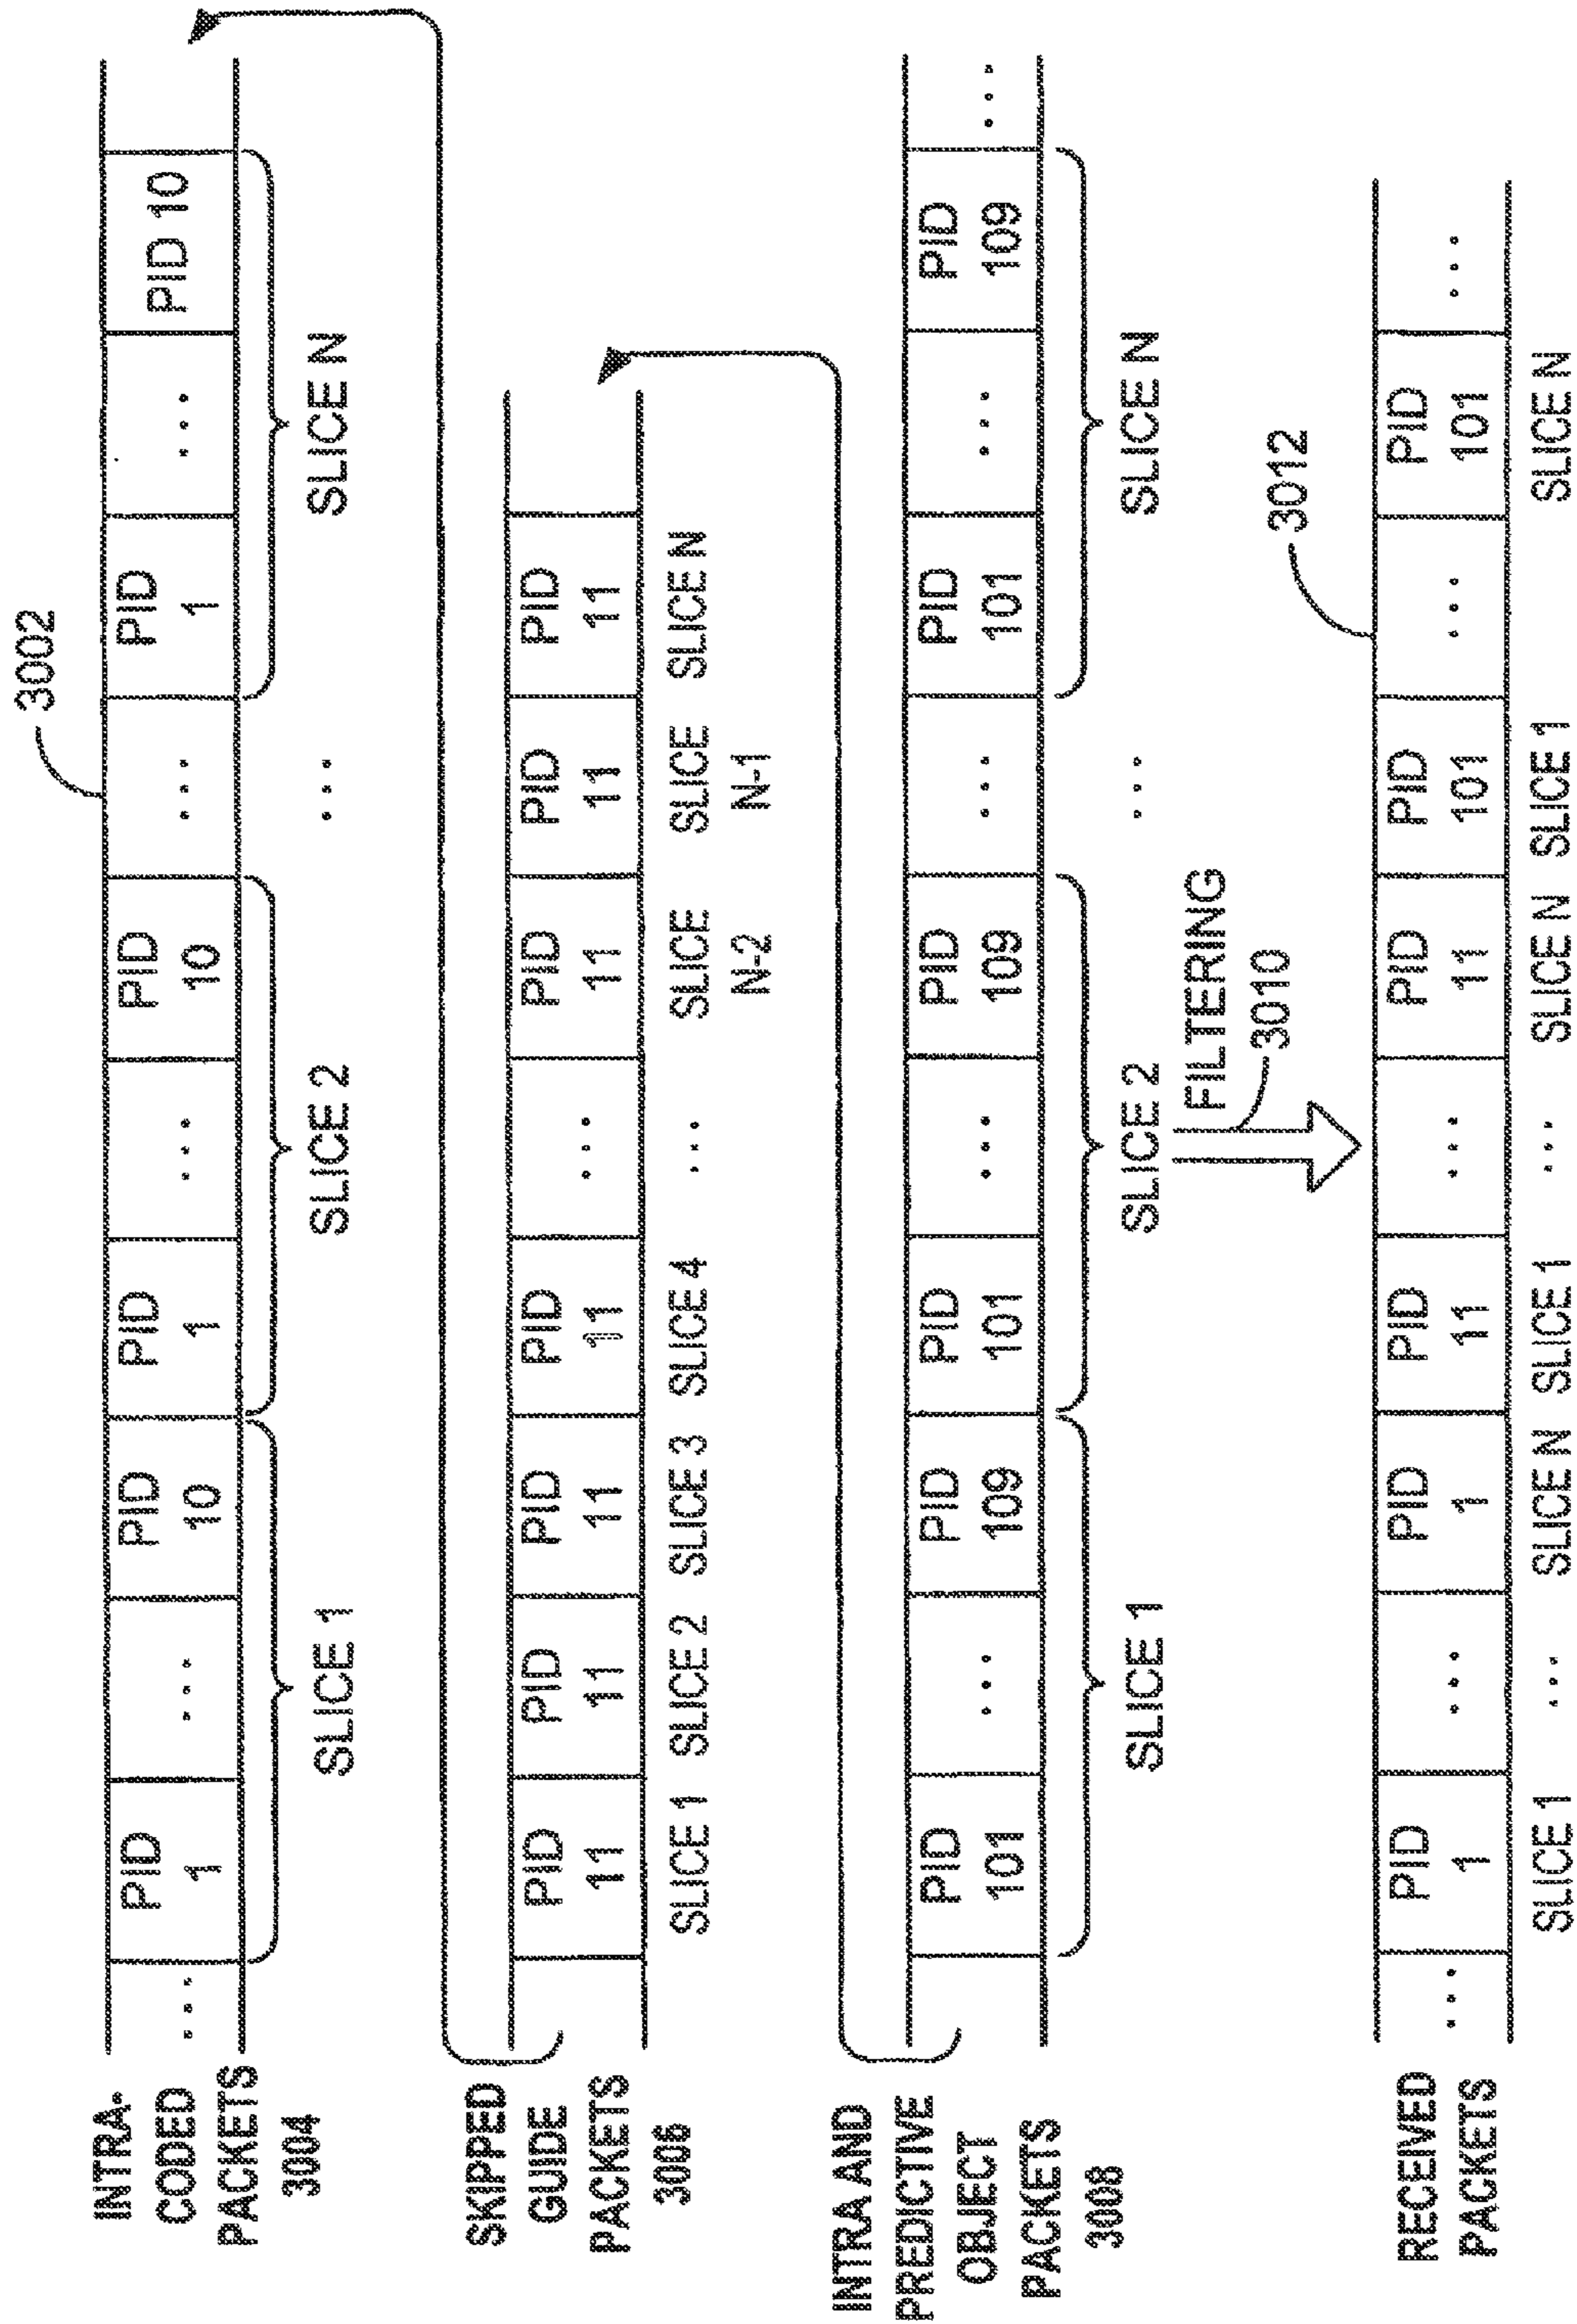 3002
INTRA-
CODED
PACKETS
3004
... PID 1 ... PID 10 PID 1 ... PID 10 ... PID 1 ... PID 10
SLICE 1 SLICE 2 ... SLICE N
SKIPPED
GUIDE
PACKETS
3006
PID 11 PID 11 PID 11 PID 11 ... PID 11 PID 11 PID 11
SLICE 1 SLICE 2 SLICE 3 SLICE 4 ... SLICE N-2 SLICE N-1 SLICE N
INTRA AND
PREDICTIVE
OBJECT
PACKETS
3008
PID 101 ... PID 109 PID 101 ... PID 109 ... PID 101 ... PID 109 ...
SLICE 1 SLICE 2 ... SLICE N
FILTERING
3010
3012
RECEIVED
PACKETS
... PID 1 ... PID 1 PID 11 ... PID 11 PID 101 ... PID 101 ...
SLICE 1 ... SLICE N SLICE 1 ... SLICE N SLICE 1 SLICE N